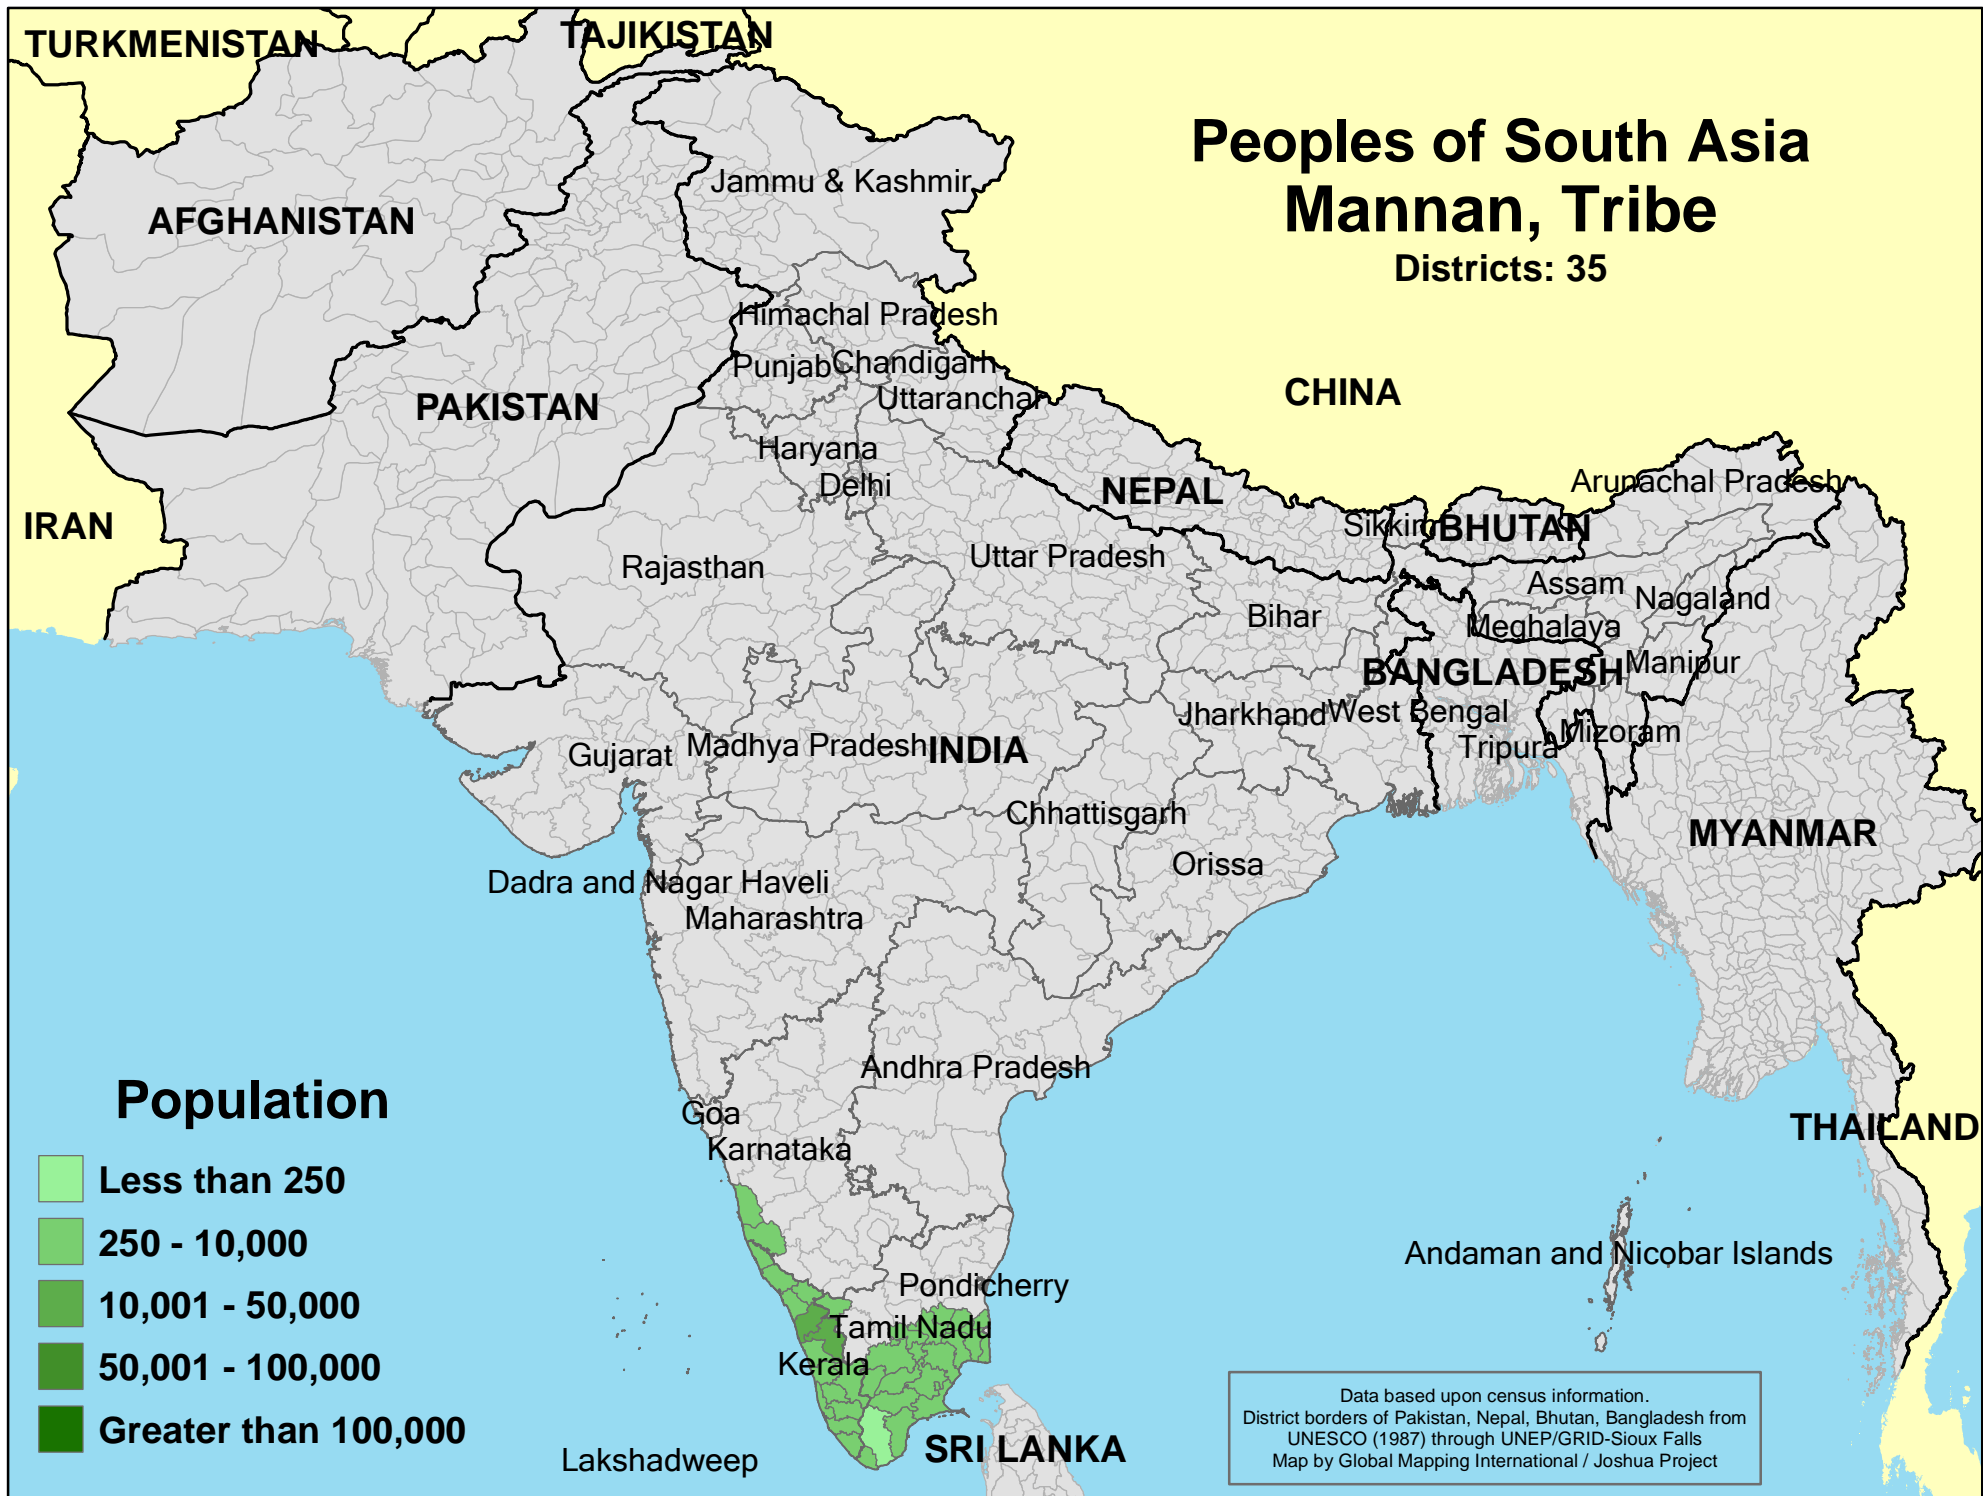 TURKMENISTAN
TAJIKISTAN
Peoples of South Asia
Mannan, Tribe
Districts: 35
Jammu & Kashmir
AFGHANISTAN
Himachal Pradesh
Punjab
Chandigarh
Uttaranchal
PAKISTAN
CHINA
Haryana
Delhi
NEPAL
Arunachal Pradesh
IRAN
Sikkim
BHUTAN
Rajasthan
Uttar Pradesh
Assam
Nagaland
Bihar
Meghalaya
BANGLADESH
Manipur
Jharkhand
West Bengal
Gujarat
Madhya Pradesh
INDIA
Tripura
Mizoram
Chhattisgarh
MYANMAR
Orissa
Dadra and Nagar Haveli
Maharashtra
Andhra Pradesh
Goa
Karnataka
THAILAND
Population
Less than 250
250 - 10,000
10,001 - 50,000
50,001 - 100,000
Greater than 100,000
Andaman and Nicobar Islands
Pondicherry
Tamil Nadu
Kerala
Lakshadweep
SRI LANKA
Data based upon census information.
District borders of Pakistan, Nepal, Bhutan, Bangladesh from
UNESCO (1987) through UNEP/GRID-Sioux Falls
Map by Global Mapping International / Joshua Project